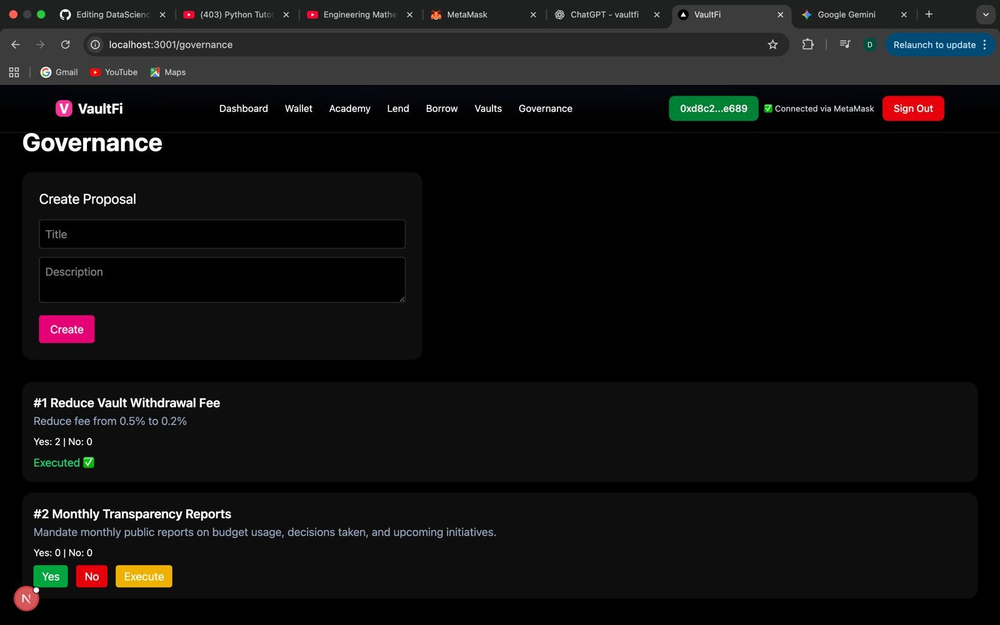 Editing DataScienc
(403) Python Tutor
Engineering Mathe
MetaMask
ChatGPT - vaultfi
VaultFi
Google Gemini
localhost:3001/governance
D
Relaunch to update
Gmail
YouTube
Maps
V VaultFi
Dashboard
Wallet
Academy
Lend
Borrow
Vaults
Governance
0xd8c2...e689
✅ Connected via MetaMask
Sign Out
Governance
Create Proposal
Title
Description
Create
#1 Reduce Vault Withdrawal Fee
Reduce fee from 0.5% to 0.2%
Yes: 2 | No: 0
Executed ✅
#2 Monthly Transparency Reports
Mandate monthly public reports on budget usage, decisions taken, and upcoming initiatives.
Yes: 0 | No: 0
Yes
No
Execute
N